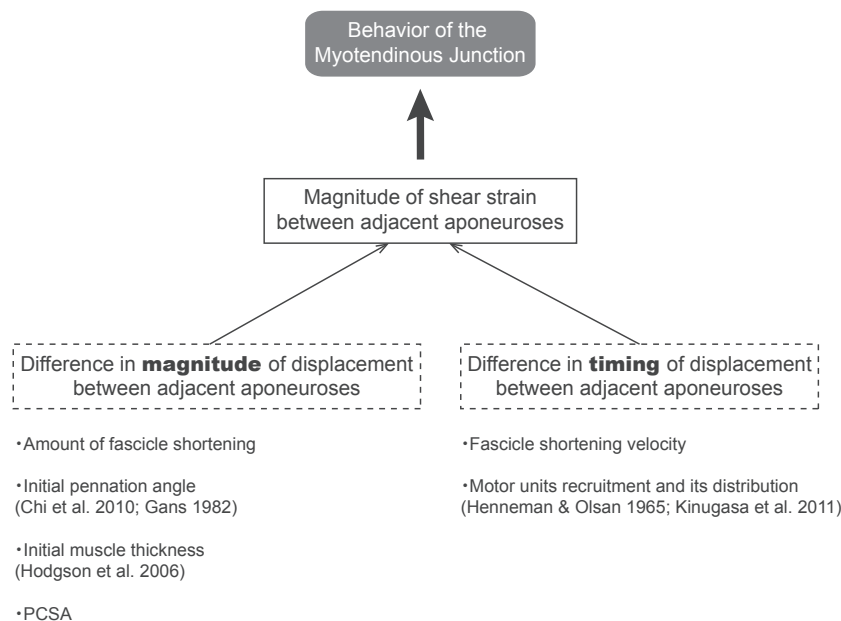 Behavior of the
Myotendinous Junction
Magnitude of shear strain
between adjacent aponeuroses
Difference in magnitude of displacement
between adjacent aponeuroses
・Amount of fascicle shortening
・Initial pennation angle
(Chi et al. 2010; Gans 1982)
・Initial muscle thickness
(Hodgson et al. 2006)
・PCSA
Difference in timing of displacement
between adjacent aponeuroses
・Fascicle shortening velocity
・Motor units recruitment and its distribution
(Henneman & Olsan 1965; Kinugasa et al. 2011)